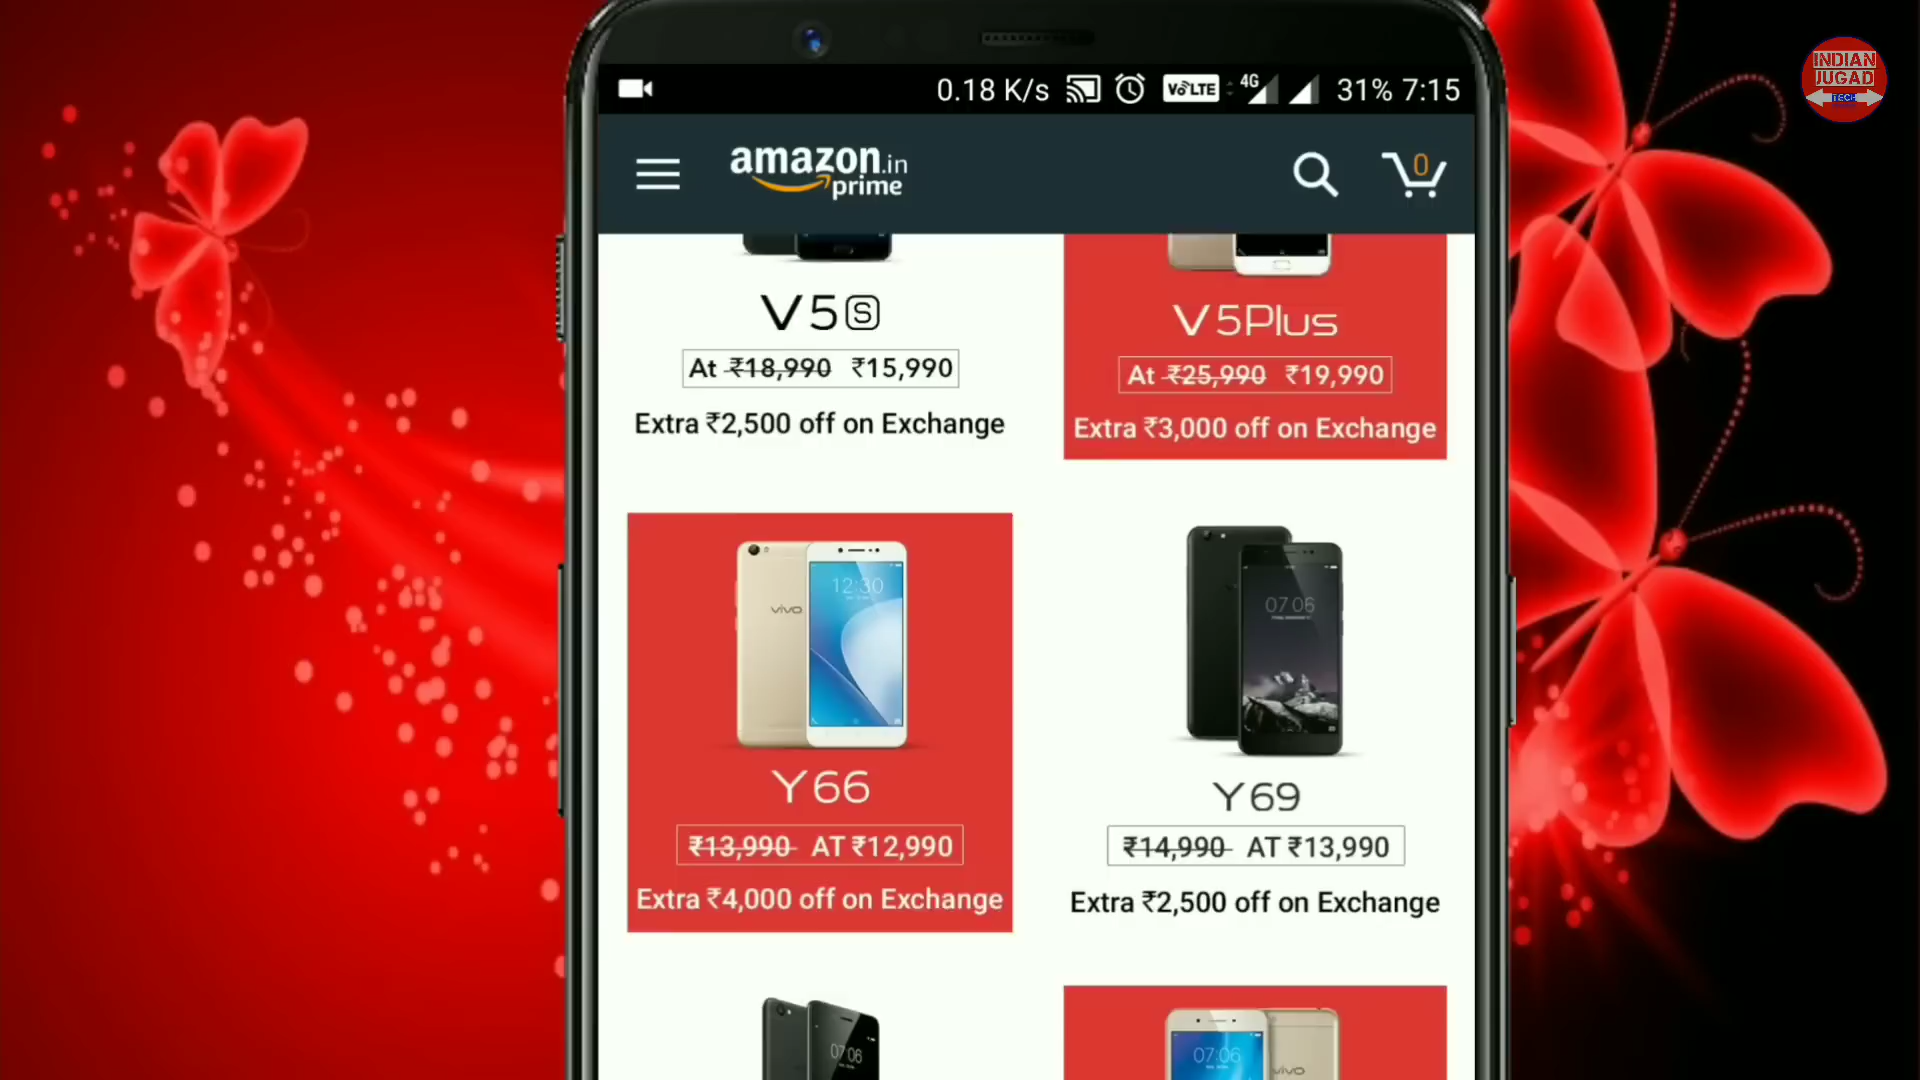 INDIAN
JUGAD
TECH
0.18 K/s VoLTE 4G 31% 7:15
amazon.in
prime
0
V5S
At ₹18,990 ₹15,990
Extra ₹2,500 off on Exchange
V5Plus
At ₹25,990 ₹19,990
Extra ₹3,000 off on Exchange
12:30
vivo
Y66
₹13,990 AT ₹12,990
Extra ₹4,000 off on Exchange
07 06
Y69
₹14,990 AT ₹13,990
Extra ₹2,500 off on Exchange
07:06
07:06
vivo